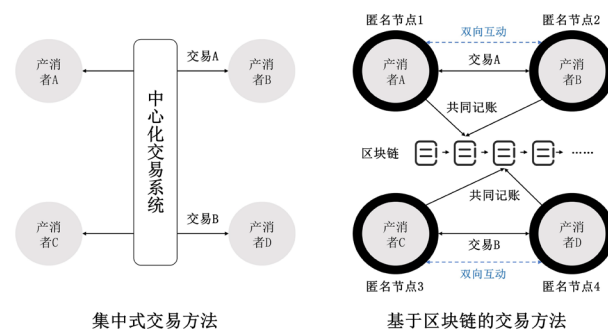 产消
者A
交易A
产消
者B
中心化交易系统
产消
者C
交易B
产消
者D
集中式交易方法
匿名节点1
双向互动
匿名节点2
产消
者A
交易A
产消
者B
共同记账
区块链
……
共同记账
产消
者C
交易B
产消
者D
双向互动
匿名节点3
匿名节点4
基于区块链的交易方法